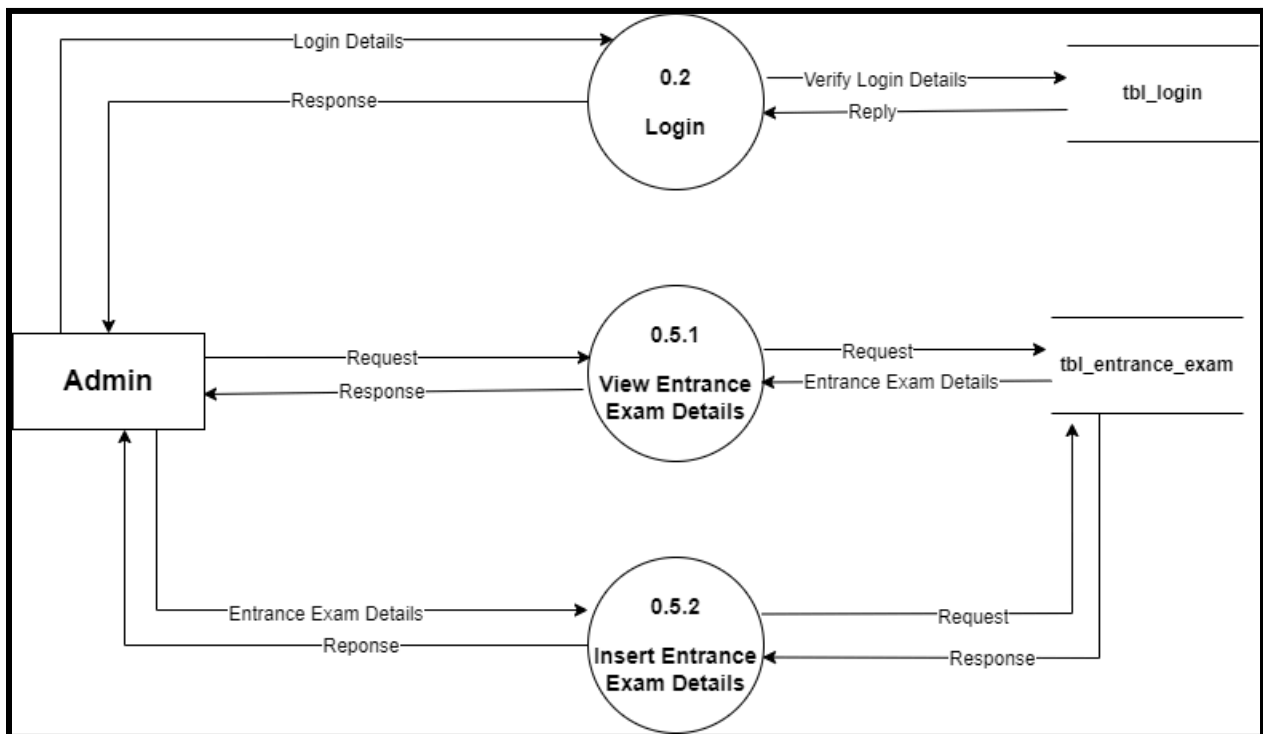 Login Details
0.2
Login
Verify Login Details
tbl_login
Response
Reply
Admin
Request
0.5.1
View Entrance
Exam Details
Request
tbl_entrance_exam
Response
Entrance Exam Details
Entrance Exam Details
0.5.2
Insert Entrance
Exam Details
Request
Reponse
Response